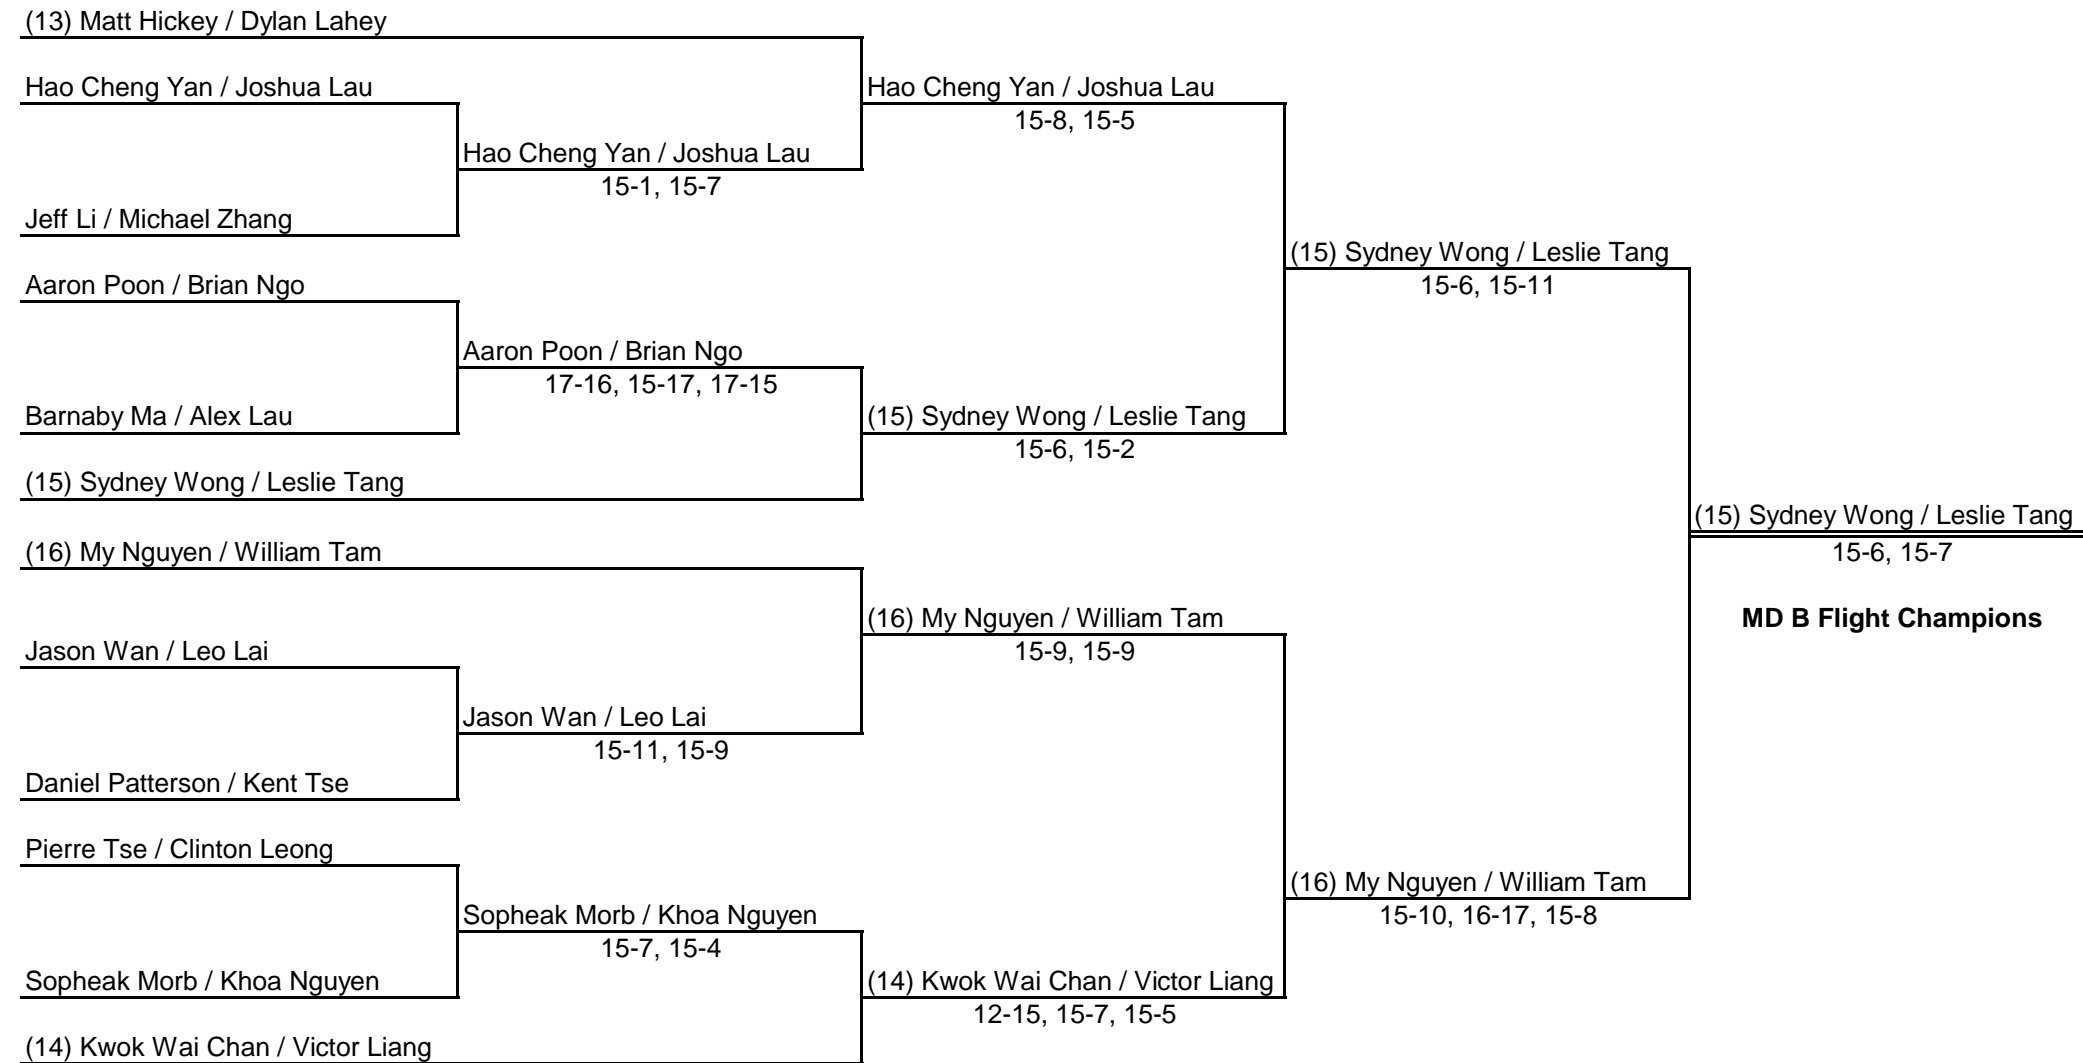 (13) Matt Hickey / Dylan Lahey
Hao Cheng Yan / Joshua Lau
Hao Cheng Yan / Joshua Lau
15-8, 15-5
Hao Cheng Yan / Joshua Lau
15-1, 15-7
Jeff Li / Michael Zhang
(15) Sydney Wong / Leslie Tang
15-6, 15-11
Aaron Poon / Brian Ngo
Aaron Poon / Brian Ngo
17-16, 15-17, 17-15
Barnaby Ma / Alex Lau
(15) Sydney Wong / Leslie Tang
15-6, 15-2
(15) Sydney Wong / Leslie Tang
(15) Sydney Wong / Leslie Tang
15-6, 15-7
(16) My Nguyen / William Tam
(16) My Nguyen / William Tam
15-9, 15-9
MD B Flight Champions
Jason Wan / Leo Lai
Jason Wan / Leo Lai
15-11, 15-9
Daniel Patterson / Kent Tse
Pierre Tse / Clinton Leong
(16) My Nguyen / William Tam
15-10, 16-17, 15-8
Sopheak Morb / Khoa Nguyen
15-7, 15-4
Sopheak Morb / Khoa Nguyen
(14) Kwok Wai Chan / Victor Liang
12-15, 15-7, 15-5
(14) Kwok Wai Chan / Victor Liang